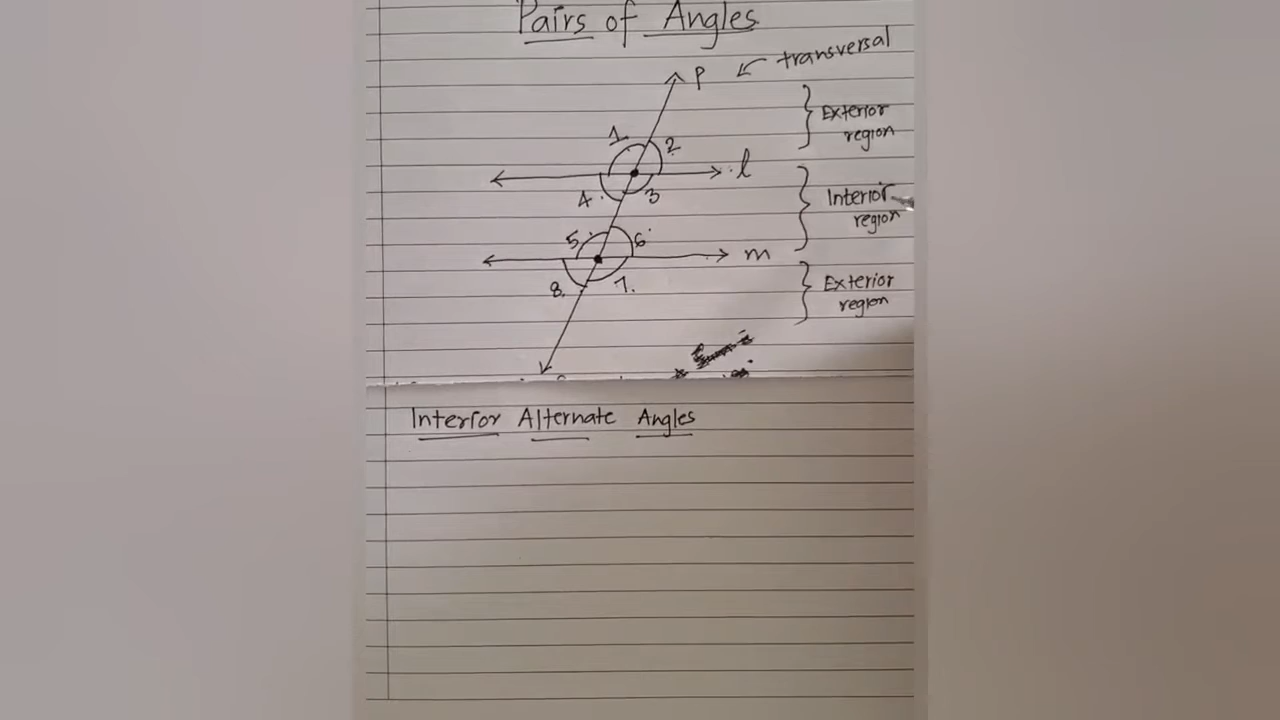 Pairs of Angles
transversal
p
Exterior
region
1
2
l
4
3
Interior
region
5
6
m
8.
7.
Exterior
region
Interior Alternate Angles